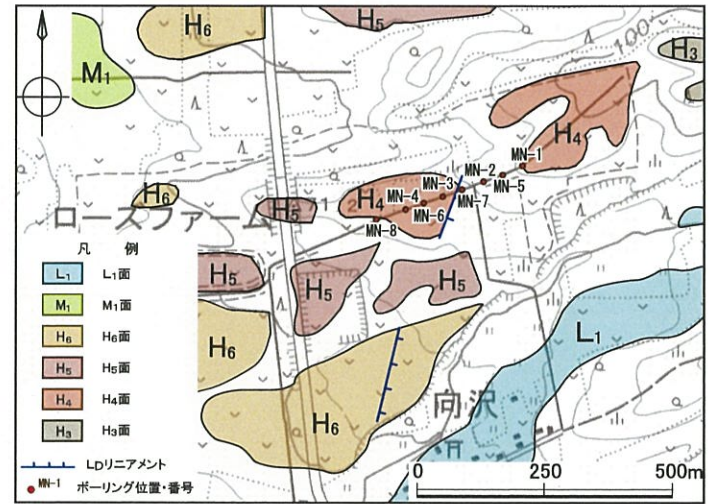 H₆
H₅
100
H₃
M₁
H₄
MN-1
MN-2
MN-5
MN-3
MN-7
MN-4
MN-6
H₄
2
MN-8
H₆
H₅
1
ローズファーム
凡 例
L₁ L₁面
M₁ M₁面
H₆ H₆面
H₅ H₅面
H₄ H₄面
H₃ H₃面
LDリニアメント
MN-1 ボーリング位置・番号
H₅
H₅
H₅
H₆
H₆
L₁
向沢
0 250 500m